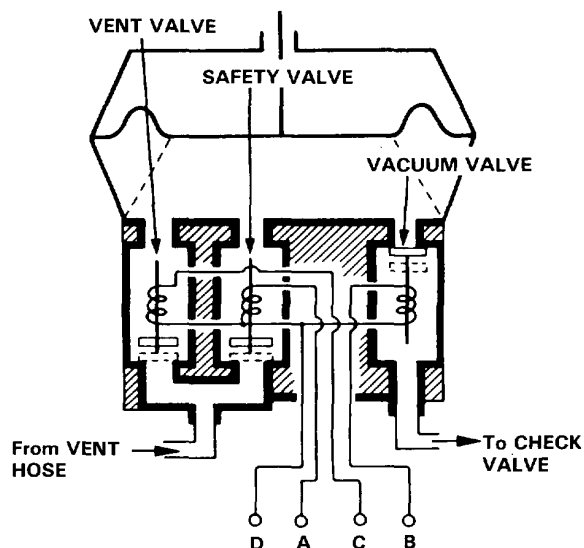 VENT VALVE
SAFETY VALVE
VACUUM VALVE
From VENT
HOSE
To CHECK
VALVE
D A C B